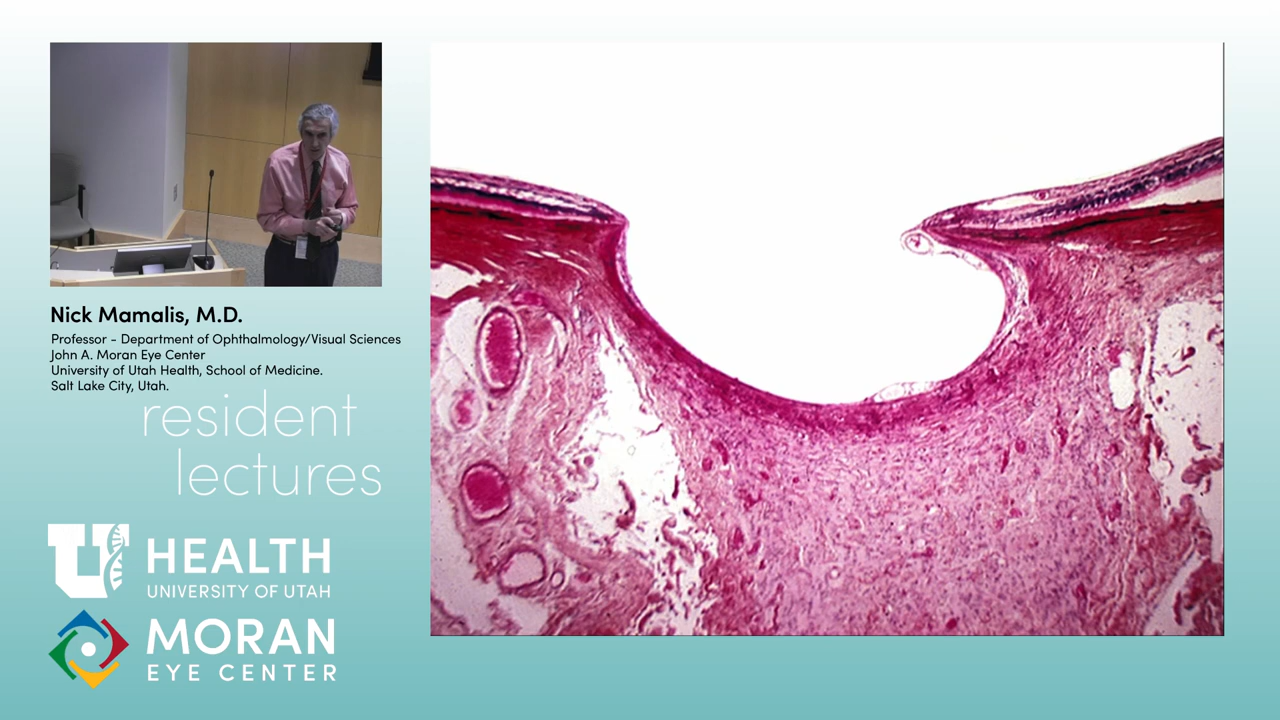 Nick Mamalis, M.D.
Professor - Department of Ophthalmology/Visual Sciences
John A. Moran Eye Center
University of Utah Health, School of Medicine.
Salt Lake City, Utah.
resident
lectures
U HEALTH
UNIVERSITY OF UTAH
MORAN
EYE CENTER